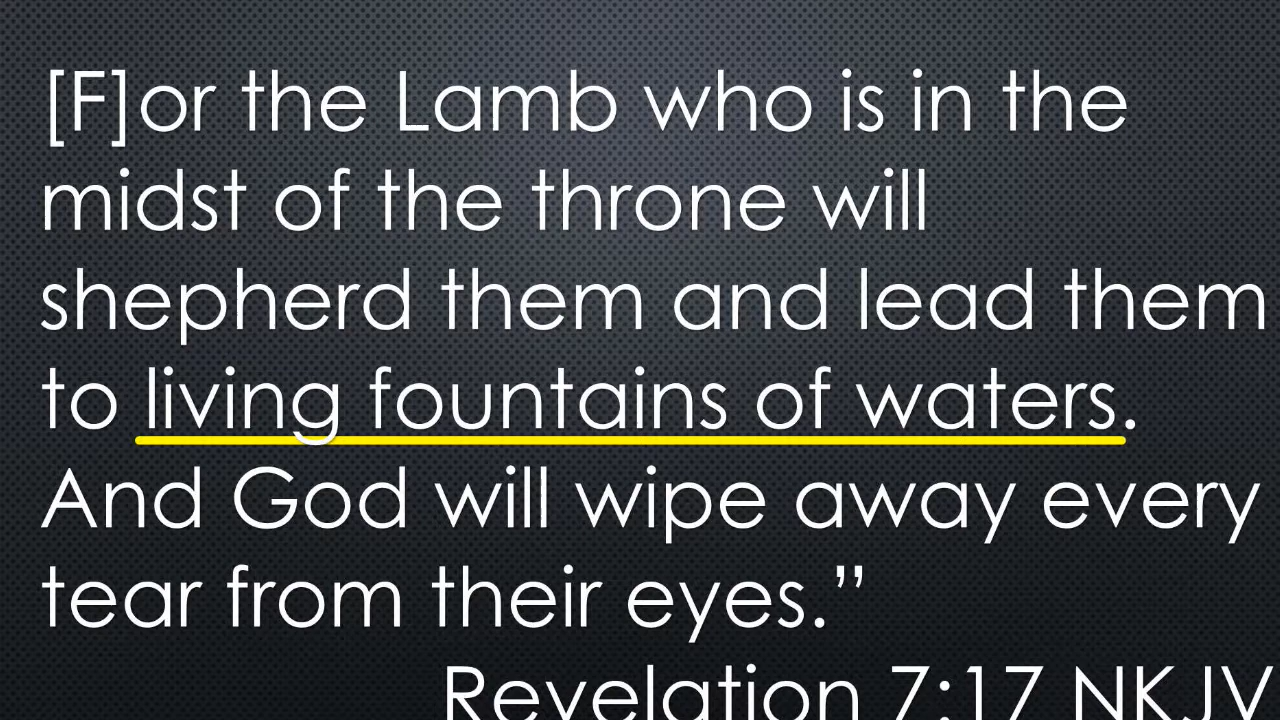 [F]or the Lamb who is in the
midst of the throne will
shepherd them and lead them
to living fountains of waters.
And God will wipe away every
tear from their eyes.”
Revelation 7:17 NKJV